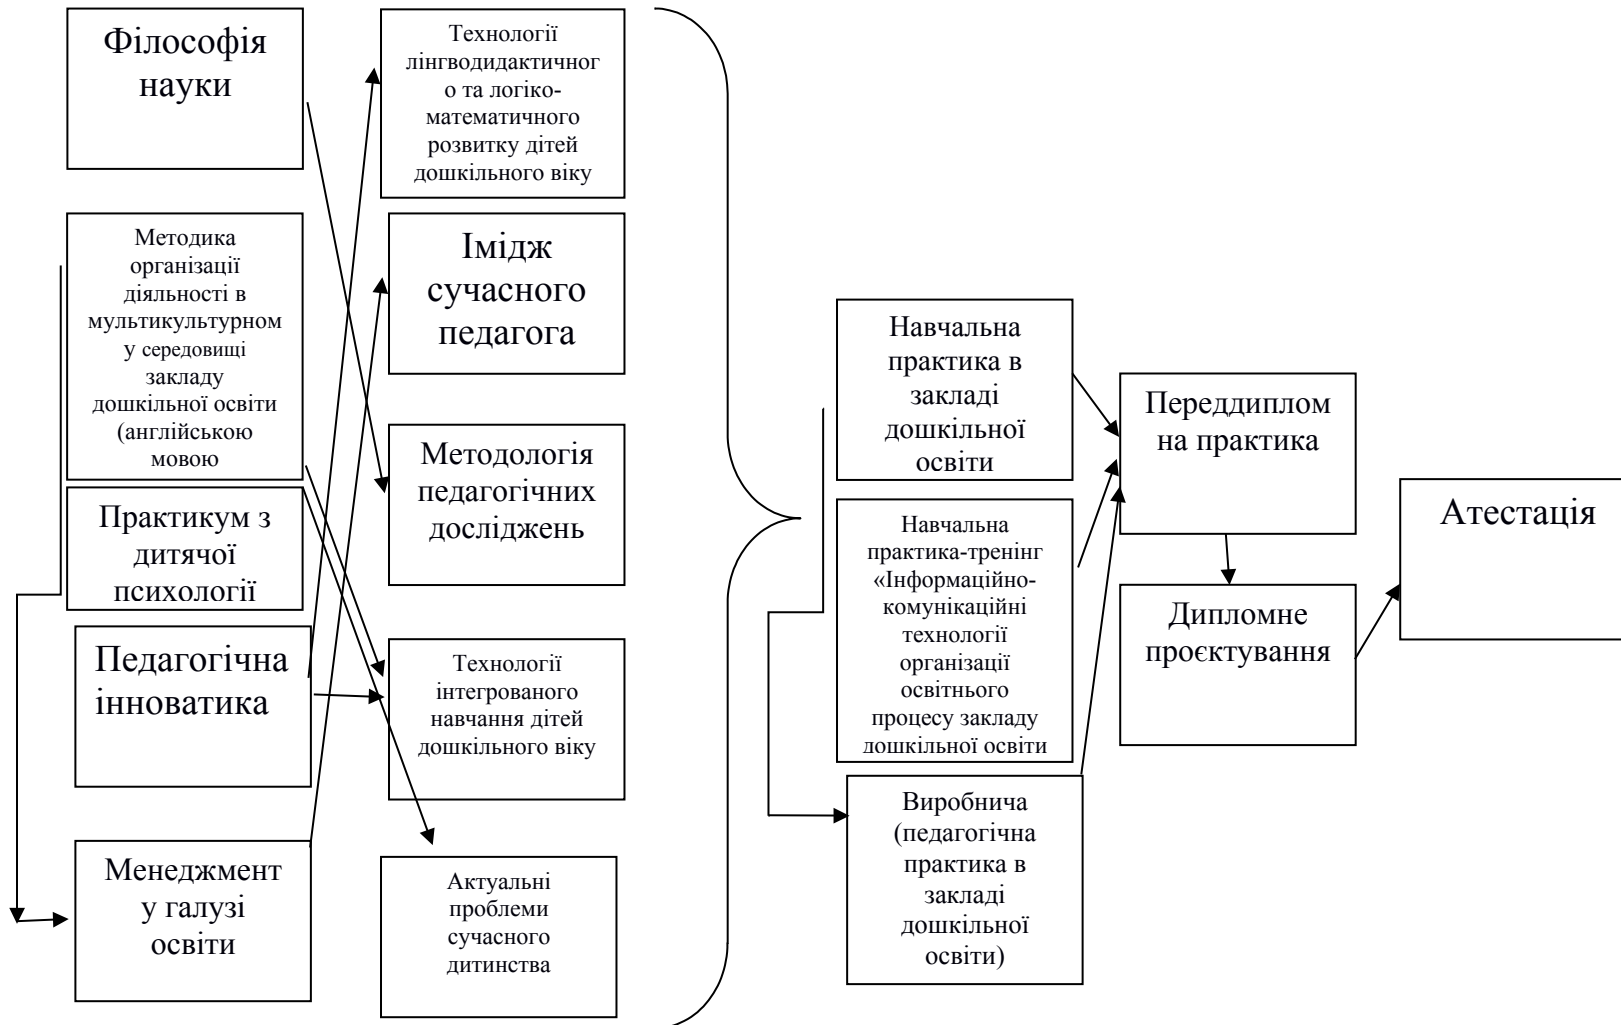 Філософія
науки
Методика
організації
діяльності в
мультикультурном
у середовищі
закладу
дошкільної освіти
(англійською
мовою
Практикум з
дитячої
психології
Педагогічна
інноватика
Менеджмент
у галузі
освіти
Технології
лінгводидактичног
о та логіко-
математичного
розвитку дітей
дошкільного віку
Імідж
сучасного
педагога
Методологія
педагогічних
досліджень
Технології
інтегрованого
навчання дітей
дошкільного віку
Актуальні
проблеми
сучасного
дитинства
Навчальна
практика в
закладі
дошкільної
освіти
Навчальна
практика-тренінг
«Інформаційно-
комунікаційні
технології
організації
освітнього
процесу закладу
дошкільної освіти
Виробнича
(педагогічна
практика в
закладі
дошкільної
освіти)
Переддиплом
на практика
Дипломне
проєктування
Атестація